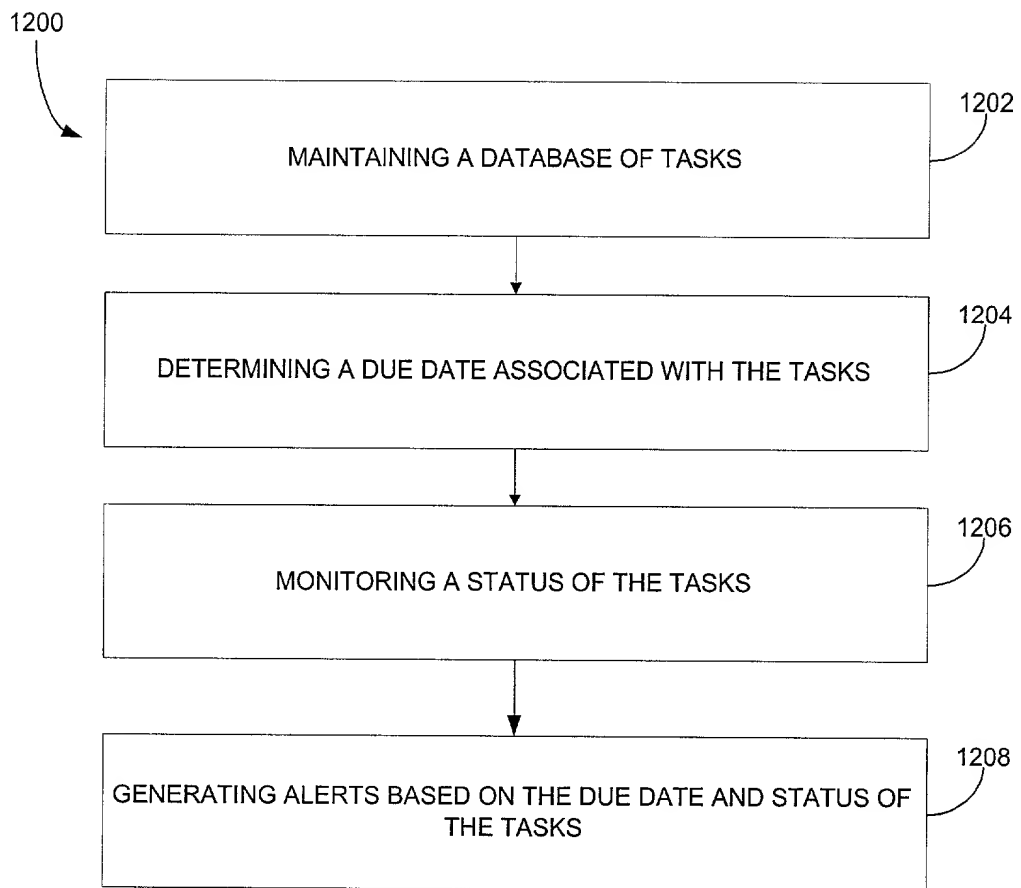 1200
1202
MAINTAINING A DATABASE OF TASKS
1204
DETERMINING A DUE DATE ASSOCIATED WITH THE TASKS
1206
MONITORING A STATUS OF THE TASKS
1208
GENERATING ALERTS BASED ON THE DUE DATE AND STATUS OF
THE TASKS